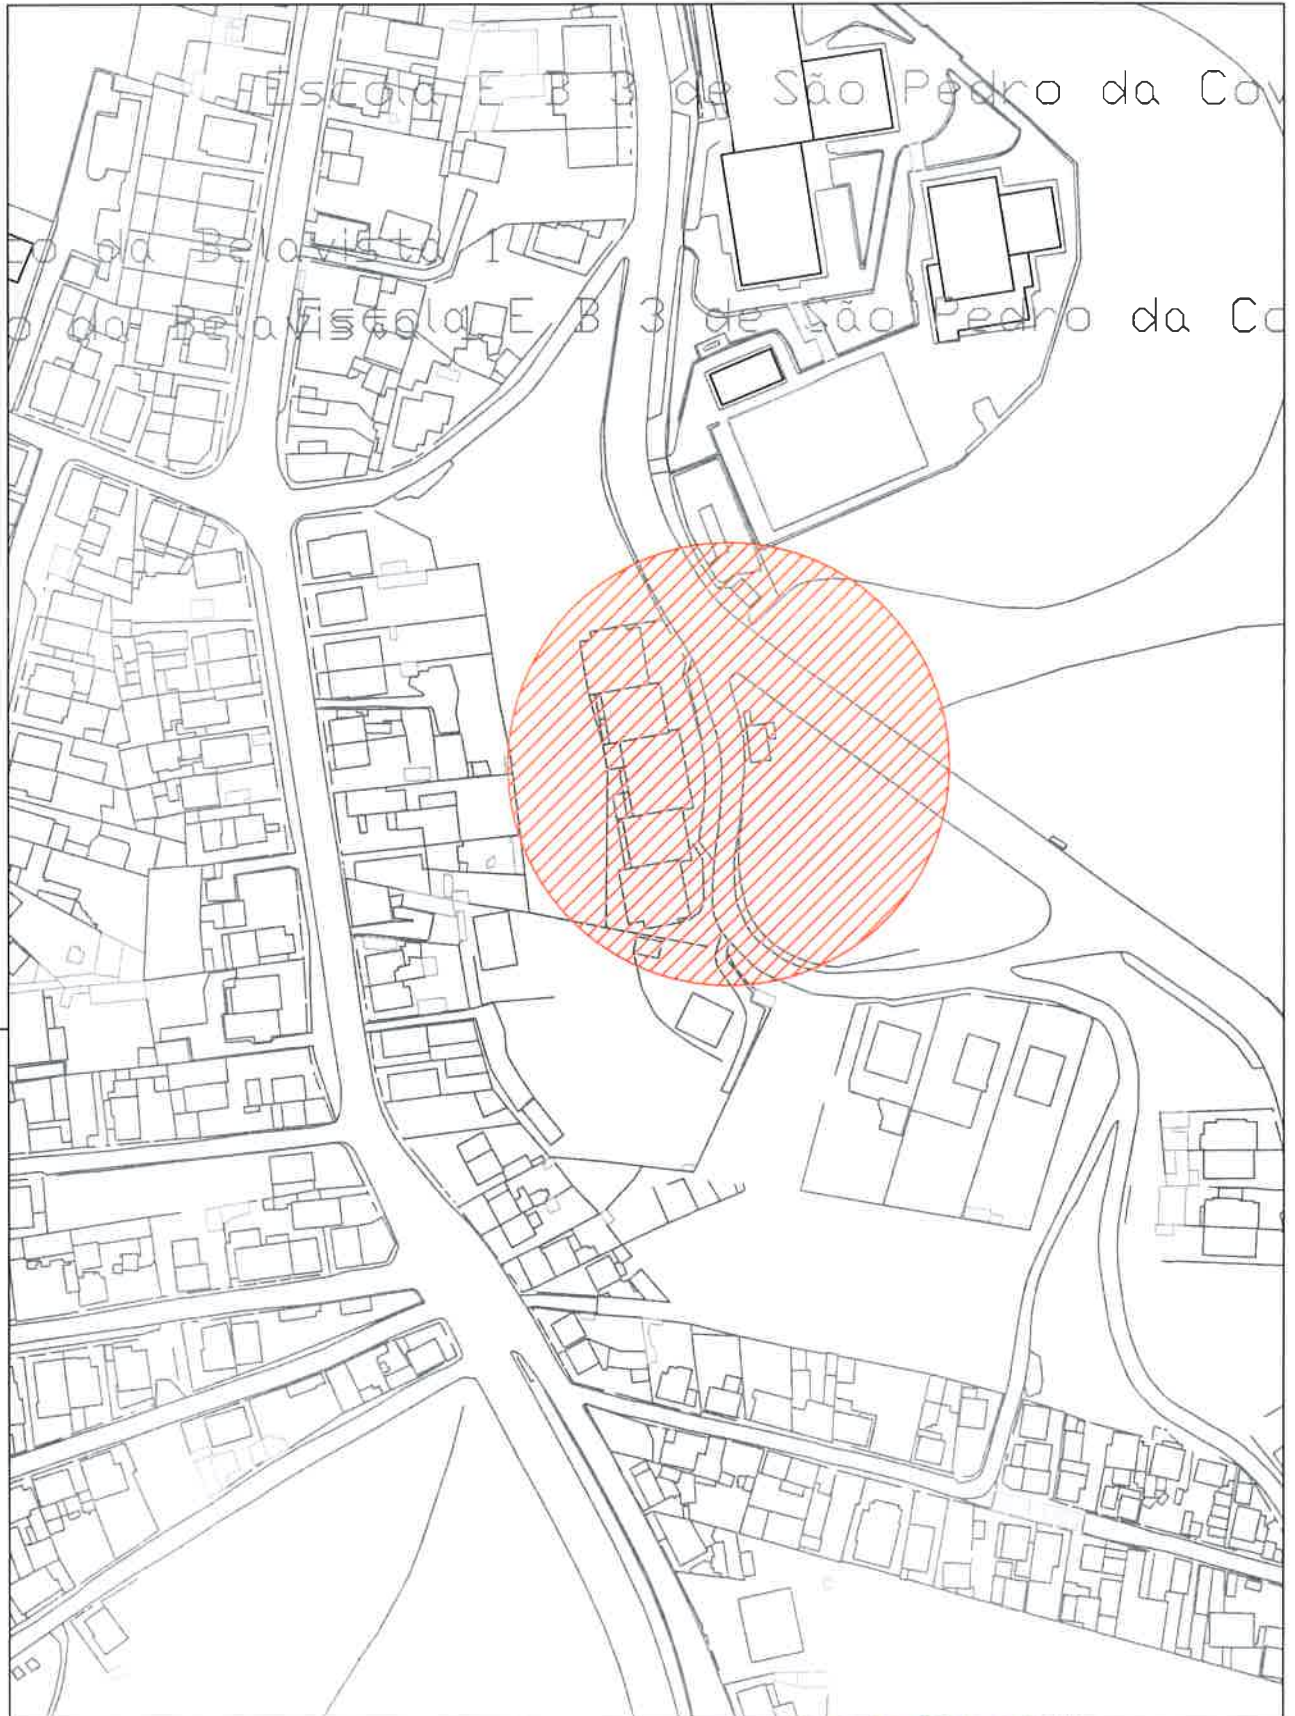 Escola E B 3 de São Pedro da Cov
o da Belavista 1
o da Belavista Escola E B 3 de São Pedro da Co